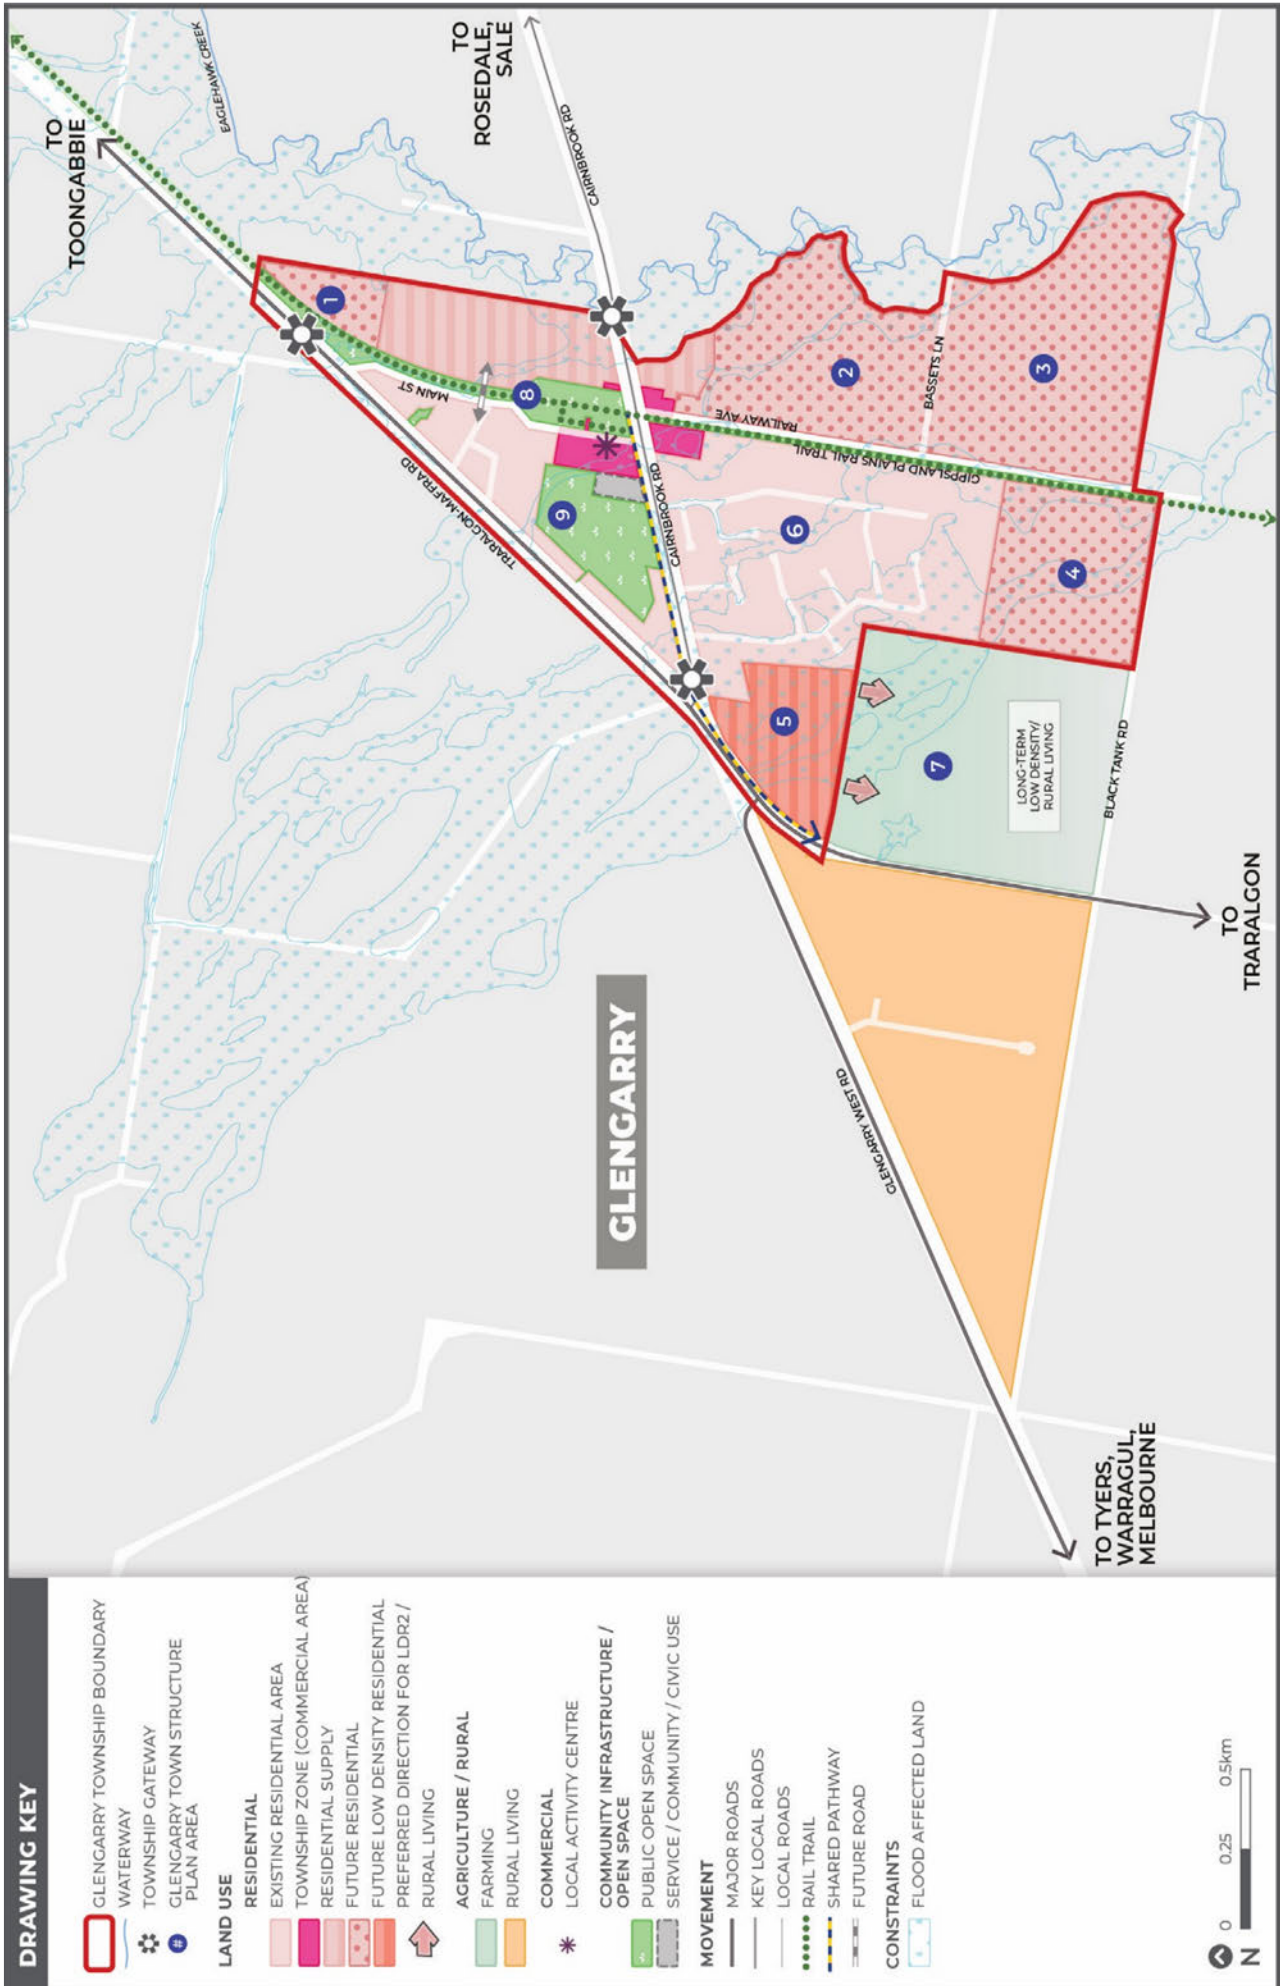 DRAWING KEY
GLENGARRY TOWNSHIP BOUNDARY
WATERWAY
TOWNSHIP GATEWAY
#
GLENGARRY TOWN STRUCTURE
PLAN AREA
LAND USE
RESIDENTIAL
EXISTING RESIDENTIAL AREA
TOWNSHIP ZONE (COMMERCIAL AREA)
RESIDENTIAL SUPPLY
FUTURE RESIDENTIAL
FUTURE LOW DENSITY RESIDENTIAL
PREFERRED DIRECTION FOR LDR2 /
RURAL LIVING
AGRICULTURE / RURAL
FARMING
RURAL LIVING
COMMERCIAL
LOCAL ACTIVITY CENTRE
COMMUNITY INFRASTRUCTURE /
OPEN SPACE
PUBLIC OPEN SPACE
SERVICE / COMMUNITY / CIVIC USE
MOVEMENT
MAJOR ROADS
KEY LOCAL ROADS
LOCAL ROADS
RAIL TRAIL
SHARED PATHWAY
FUTURE ROAD
CONSTRAINTS
FLOOD AFFECTED LAND
N
0 0.25 0.5km
TO TYERS,
WARRAGUL,
MELBOURNE
GLENGARRY
GLENGARRY WEST RD
TO
TRARALGON
BLACK TANK RD
LONG-TERM
LOW DENSITY/
RURAL LIVING
7
5
4
6
9
8
3
2
1
TRARALGON-MAFFRA RD
CAIRNBROOK RD
MAIN ST
GIPPSLAND PLAINS RAIL TRAIL
RAILWAY AVE
BASSETS LN
CAIRNBROOK RD
TO
TOONGABBIE
EAGLEHAWK CREEK
TO
ROSEDALE,
SALE